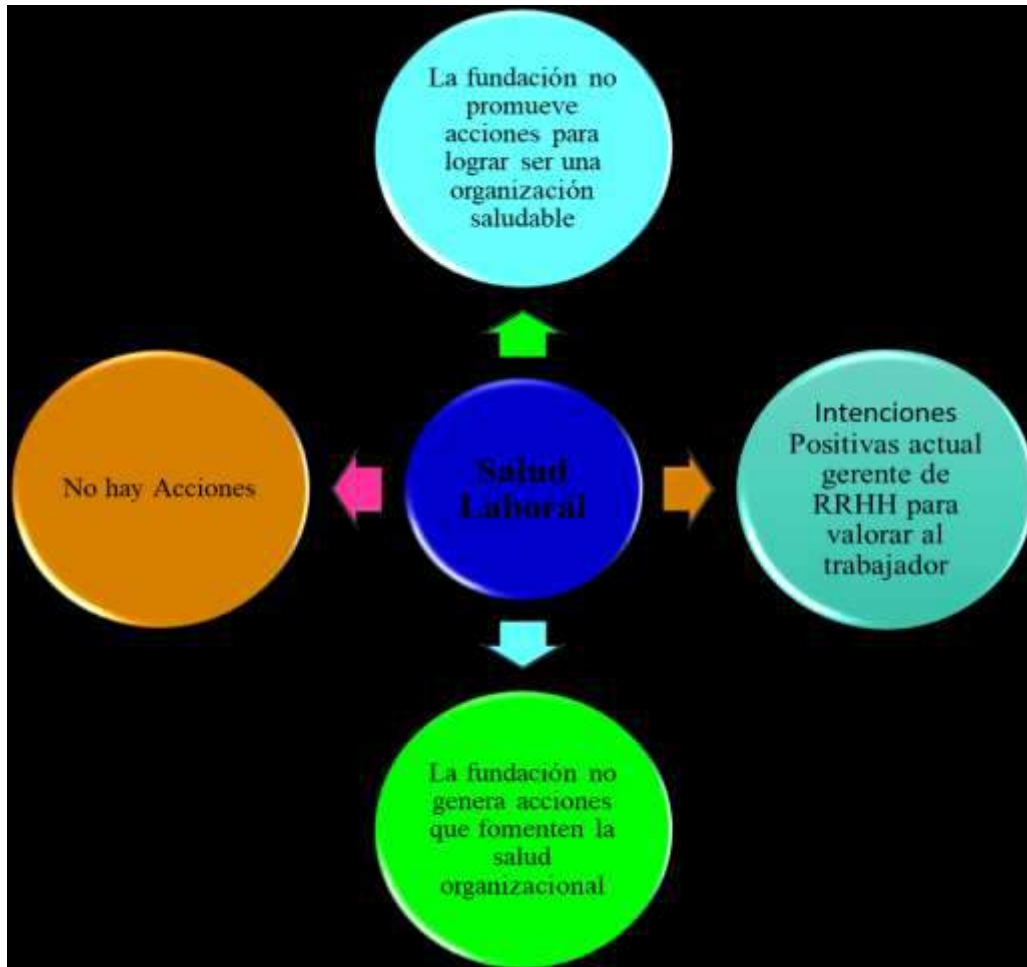 La fundación no
promueve
acciones para
lograr ser una
organización
saludable
No hay Acciones
Salud
Laboral
Intenciones
Positivas actual
gerente de
RRHH para
valorar al
trabajador
La fundación no
genera acciones
que fomenten la
salud
organizacional